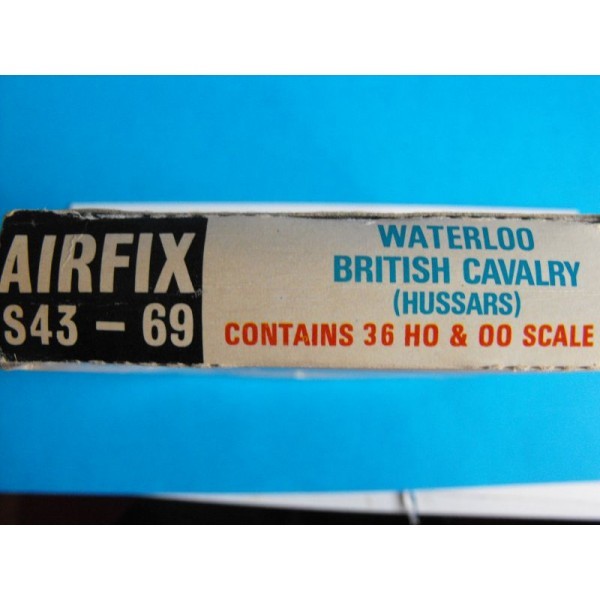 AIRFIX
S43 – 69
WATERLOO
BRITISH CAVALRY
(HUSSARS)
CONTAINS 36 HO & OO SCALE